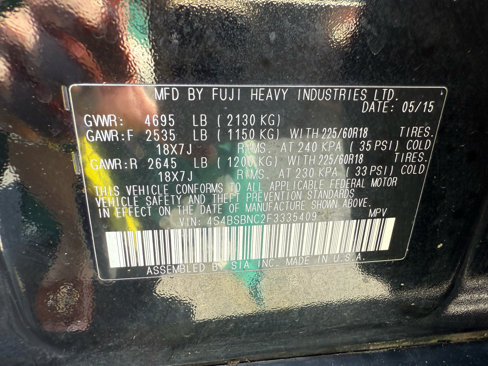 MFD BY FUJI HEAVY INDUSTRIES LTD.
DATE: 05/15
GVWR: 4695 LB (2130 KG)
GAWR:F 2535 LB (1150 KG) WITH 225/60R18 TIRES.
18X7J RIMS. AT 240 KPA (35 PSI) COLD
GAWR:R 2645 LB (1200 KG) WITH 225/60R18 TIRES.
18X7J RIMS. AT 230 KPA (33 PSI) COLD
THIS VEHICLE CONFORMS TO ALL APPLICABLE FEDERAL MOTOR
VEHICLE SAFETY AND THEFT PREVENTION STANDARDS
IN EFFECT ON THE DATE OF MANUFACTURE SHOWN ABOVE.
VIN: 4S4BSBNC2F3335409 MPV
ASSEMBLED BY SIA INC. MADE IN U.S.A.